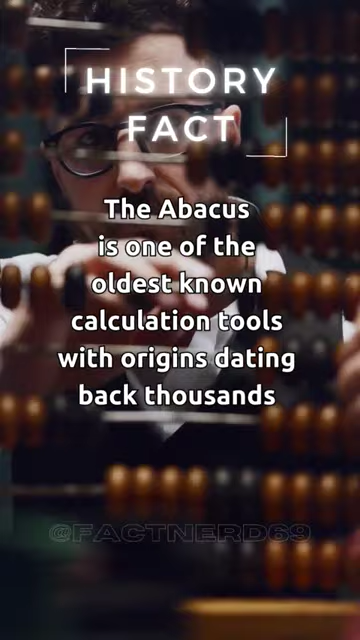 HISTORY
FACT
The Abacus
is one of the
oldest known
calculation tools
with origins dating
back thousands
@FACTNERD69